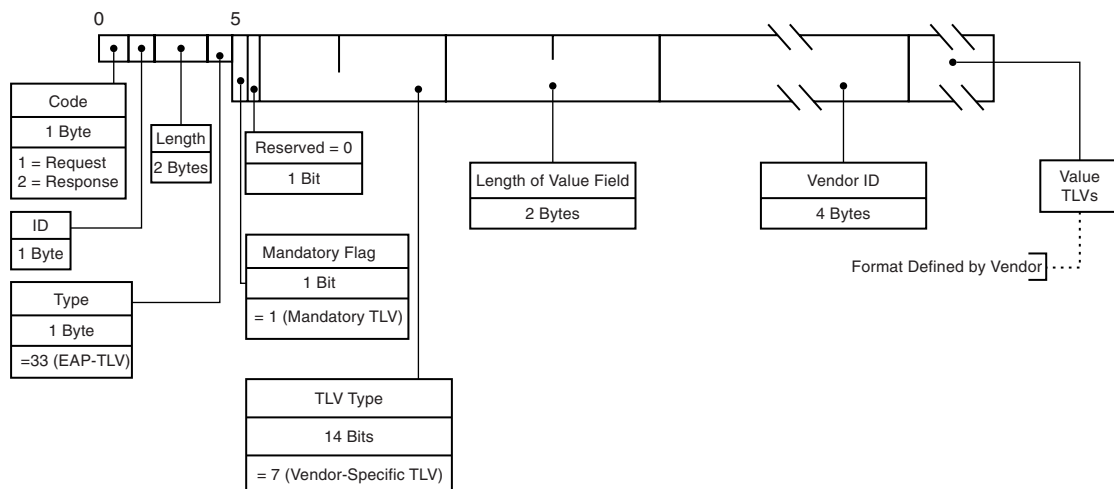 0
5
Code
1 Byte
1 = Request
2 = Response
Length
2 Bytes
Reserved = 0
1 Bit
Length of Value Field
2 Bytes
Vendor ID
4 Bytes
Value
TLVs
ID
1 Byte
Mandatory Flag
1 Bit
= 1 (Mandatory TLV)
Format Defined by Vendor
Type
1 Byte
=33 (EAP-TLV)
TLV Type
14 Bits
= 7 (Vendor-Specific TLV)